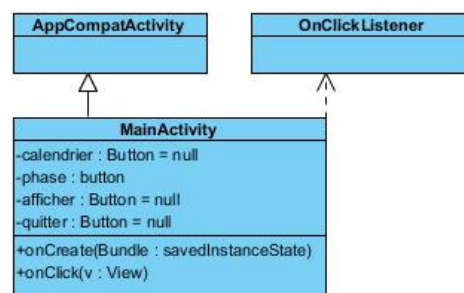 AppCompatActivity
OnClickListener
MainActivity
-calendrier : Button = null
-phase : button
-afficher : Button = null
-quitter : Button = null
+onCreate(Bundle : savedInstanceState)
+onClick(v : View)